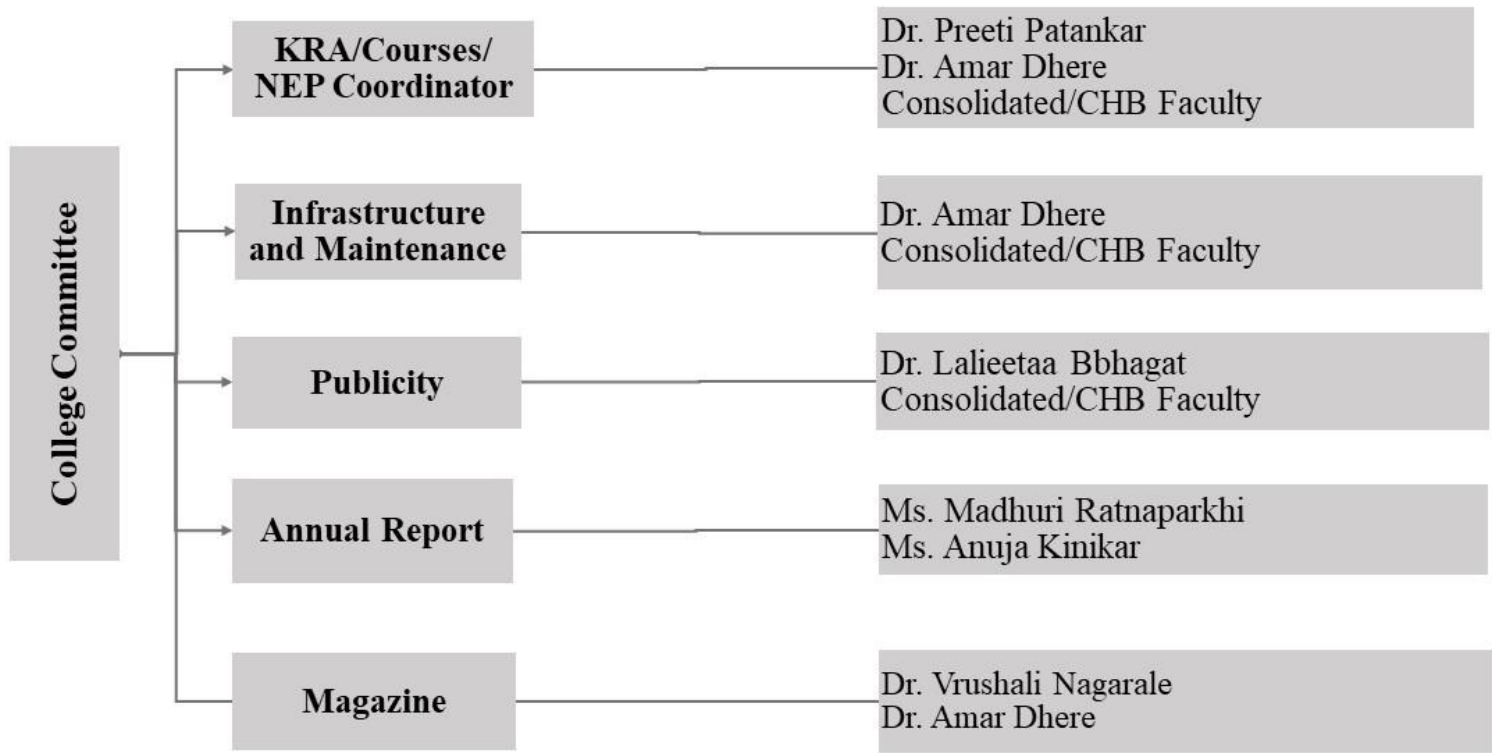 College Committee
KRA/Courses/
NEP Coordinator
Dr. Preeti Patankar
Dr. Amar Dhere
Consolidated/CHB Faculty
Infrastructure
and Maintenance
Dr. Amar Dhere
Consolidated/CHB Faculty
Publicity
Dr. Lalieetaa Bbhagat
Consolidated/CHB Faculty
Annual Report
Ms. Madhuri Ratnaparkhi
Ms. Anuja Kinikar
Magazine
Dr. Vrushali Nagarale
Dr. Amar Dhere